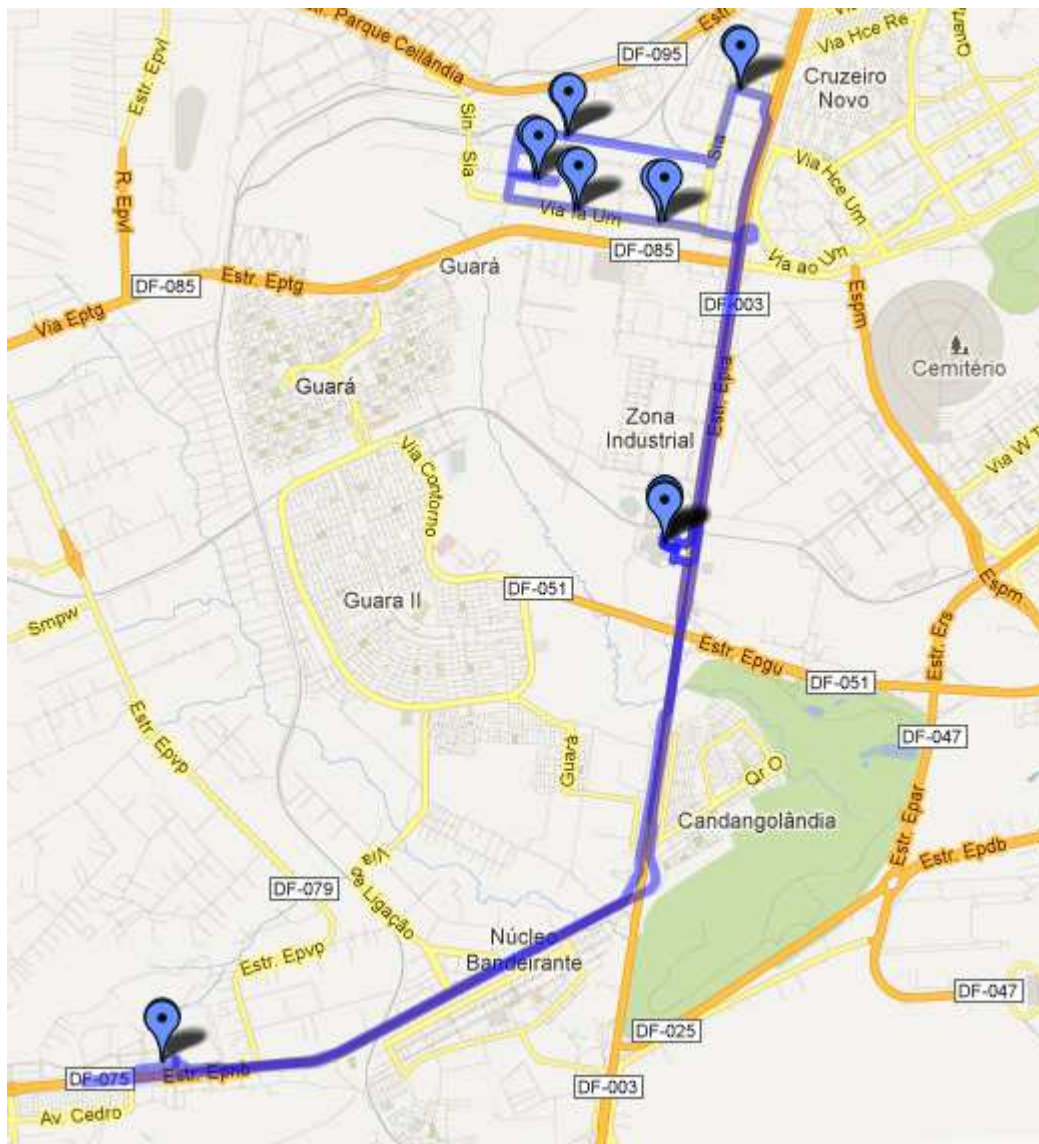 Estr. Parque Ceilândia
Estr.
DF-095
Via Hce Re
Estr. Epvl
Cruzeiro
Novo
Sin
Sia
Sia
Via Hce Um
R. Epvl
Via Ia Um
DF-085
Via ao Um
Guará
Estr. Eptg
DF-085
Via Eptg
DF-003
Espm
Guará
Estr. Epia
Cemitério
Zona
Industrial
Via W
Via Contorno
Guara II
DF-051
Espm
Smpw
Estr. Epgu
DF-051
Estr. Ers
Estr. Epvp
Guará
DF-047
Qr O
Candangolândia
Estr. Epar
Estr. Epdb
Via
de Ligação
DF-079
Núcleo
Bandeirante
Estr. Epvp
DF-047
DF-025
DF-075
Estr. Epnb
DF-003
Av. Cedro